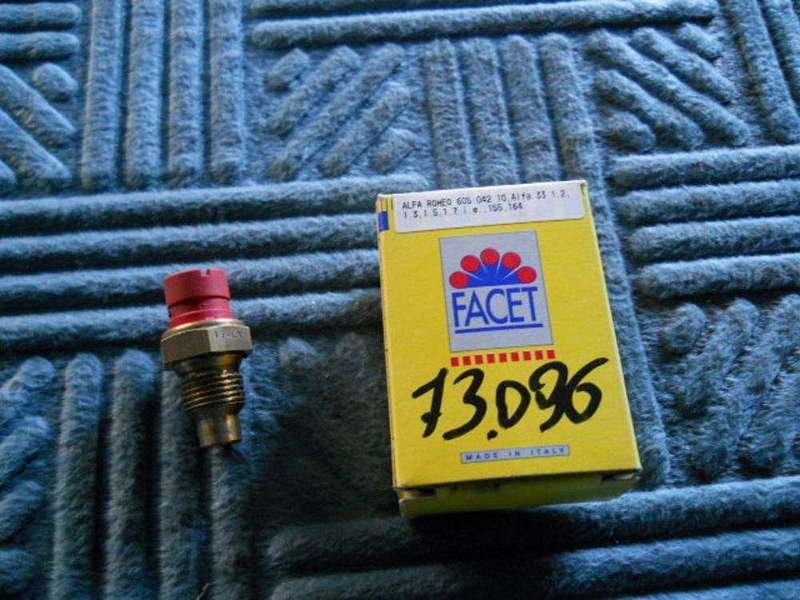 ALFA ROMEO 605 042 10,Alfa 33 1.2,
1.3,1.5,1.7 i.e.,155,164
FACET
73.096
MADE IN ITALY